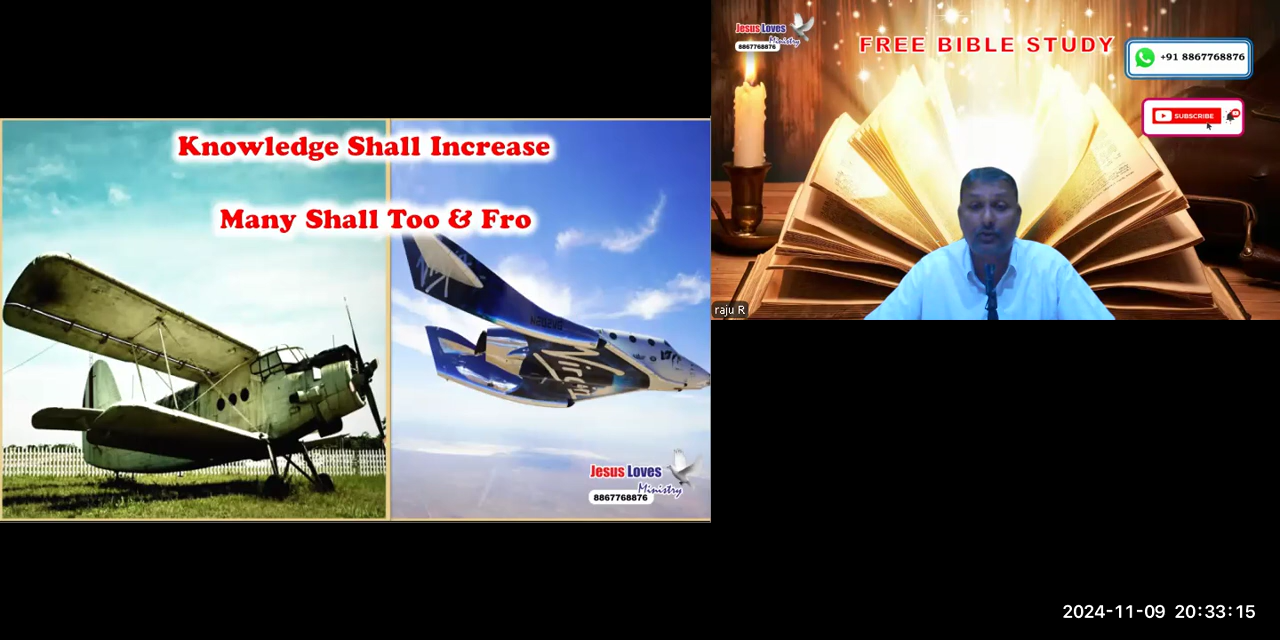 Knowledge Shall Increase
Many Shall Too & Fro
Jesus Loves
Ministry
8867768876
Jesus Loves
Ministry
8867768876
FREE BIBLE STUDY
+91 8867768876
SUBSCRIBE
raju R
2024-11-09 20:33:15